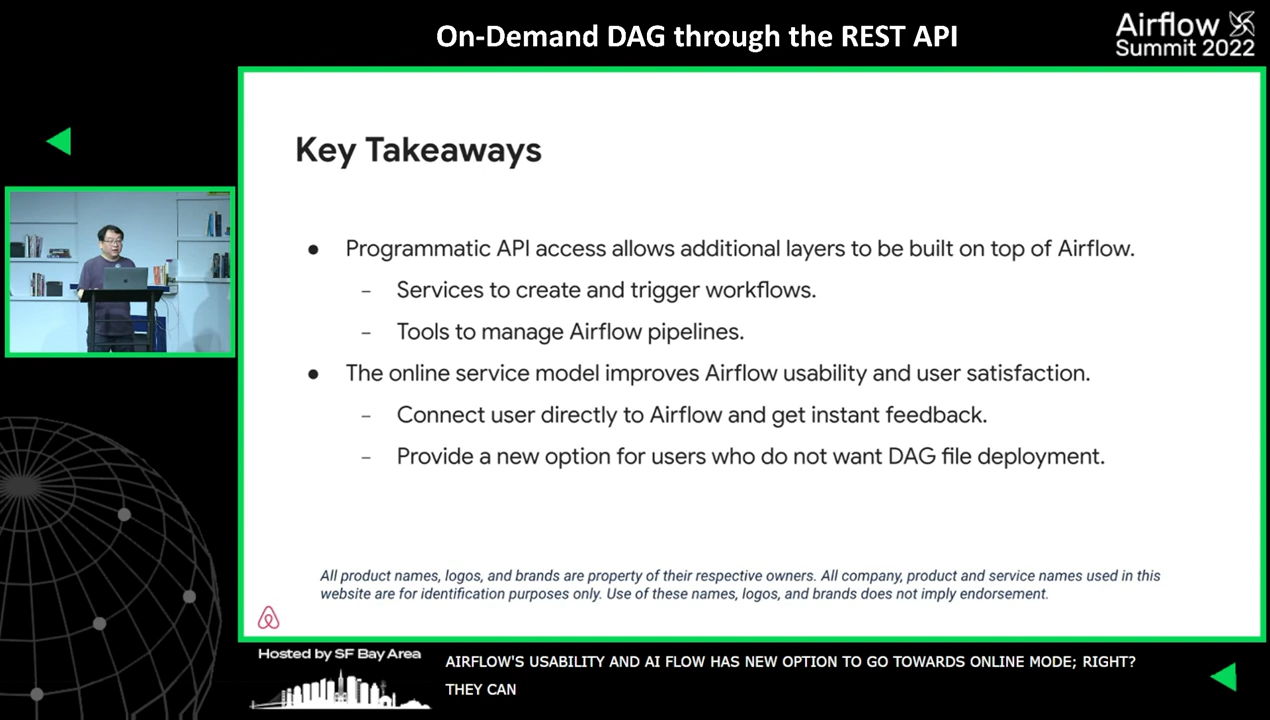 On-Demand DAG through the REST API
Airflow
Summit 2022
Key Takeaways
● Programmatic API access allows additional layers to be built on top of Airflow.
– Services to create and trigger workflows.
– Tools to manage Airflow pipelines.
● The online service model improves Airflow usability and user satisfaction.
– Connect user directly to Airflow and get instant feedback.
– Provide a new option for users who do not want DAG file deployment.
All product names, logos, and brands are property of their respective owners. All company, product and service names used in this
website are for identification purposes only. Use of these names, logos, and brands does not imply endorsement.
Hosted by SF Bay Area
AIRFLOW'S USABILITY AND AI FLOW HAS NEW OPTION TO GO TOWARDS ONLINE MODE; RIGHT?
THEY CAN